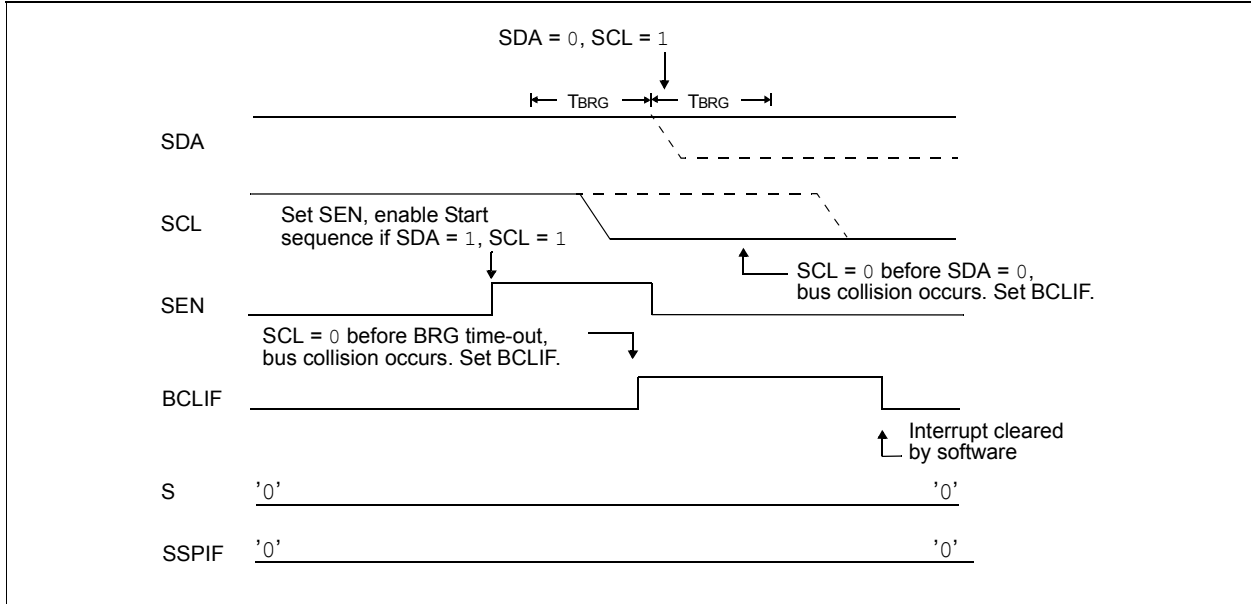 SDA = 0, SCL = 1
TBRG TBRG
SDA
SCL
Set SEN, enable Start
sequence if SDA = 1, SCL = 1
SCL = 0 before SDA = 0,
bus collision occurs. Set BCLIF.
SEN
SCL = 0 before BRG time-out,
bus collision occurs. Set BCLIF.
BCLIF
Interrupt cleared
by software
S '0' '0'
SSPIF '0' '0'